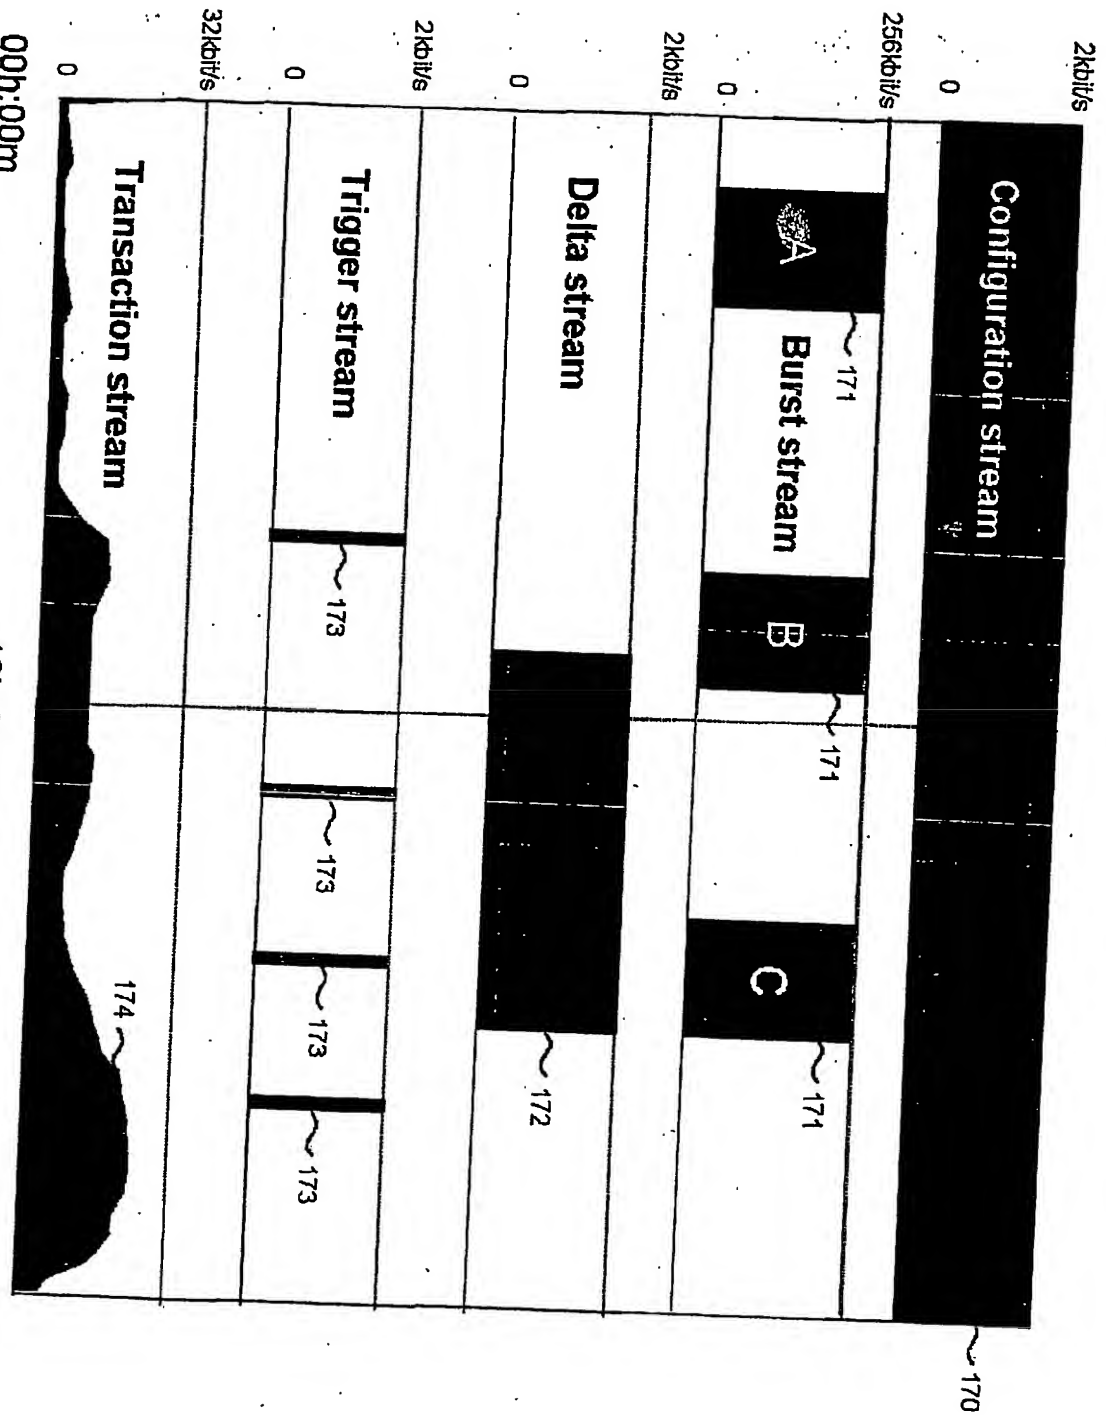 2kbit/s
Configuration stream
0
170
256kbit/s
A
171
Burst stream
B
171
C
171
0
2kbit/s
Delta stream
172
0
2kbit/s
Trigger stream
173
173
173
173
0
32kbit/s
Transaction stream
174
0
00h:00m